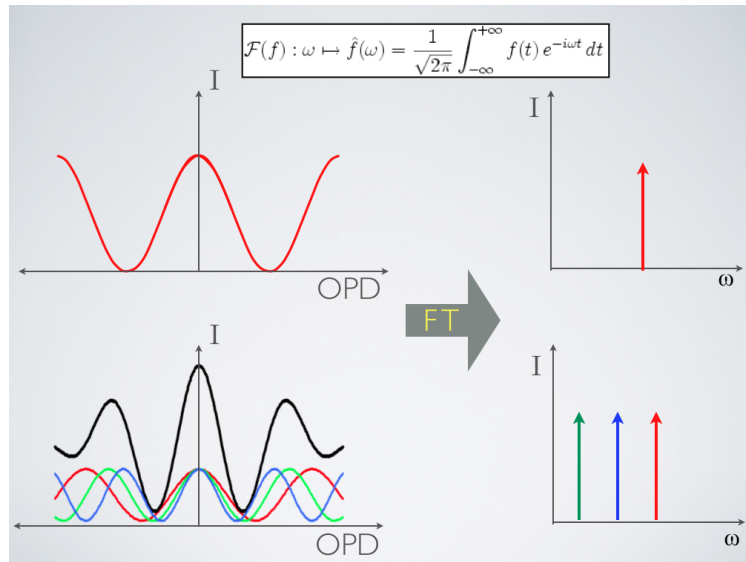 𝓕(f) : ω ↦ f̂(ω) = 1/√2π ∫_{-∞}^{+∞} f(t) e^{-iωt} dt
I
I
OPD
ω
FT
I
I
OPD
ω